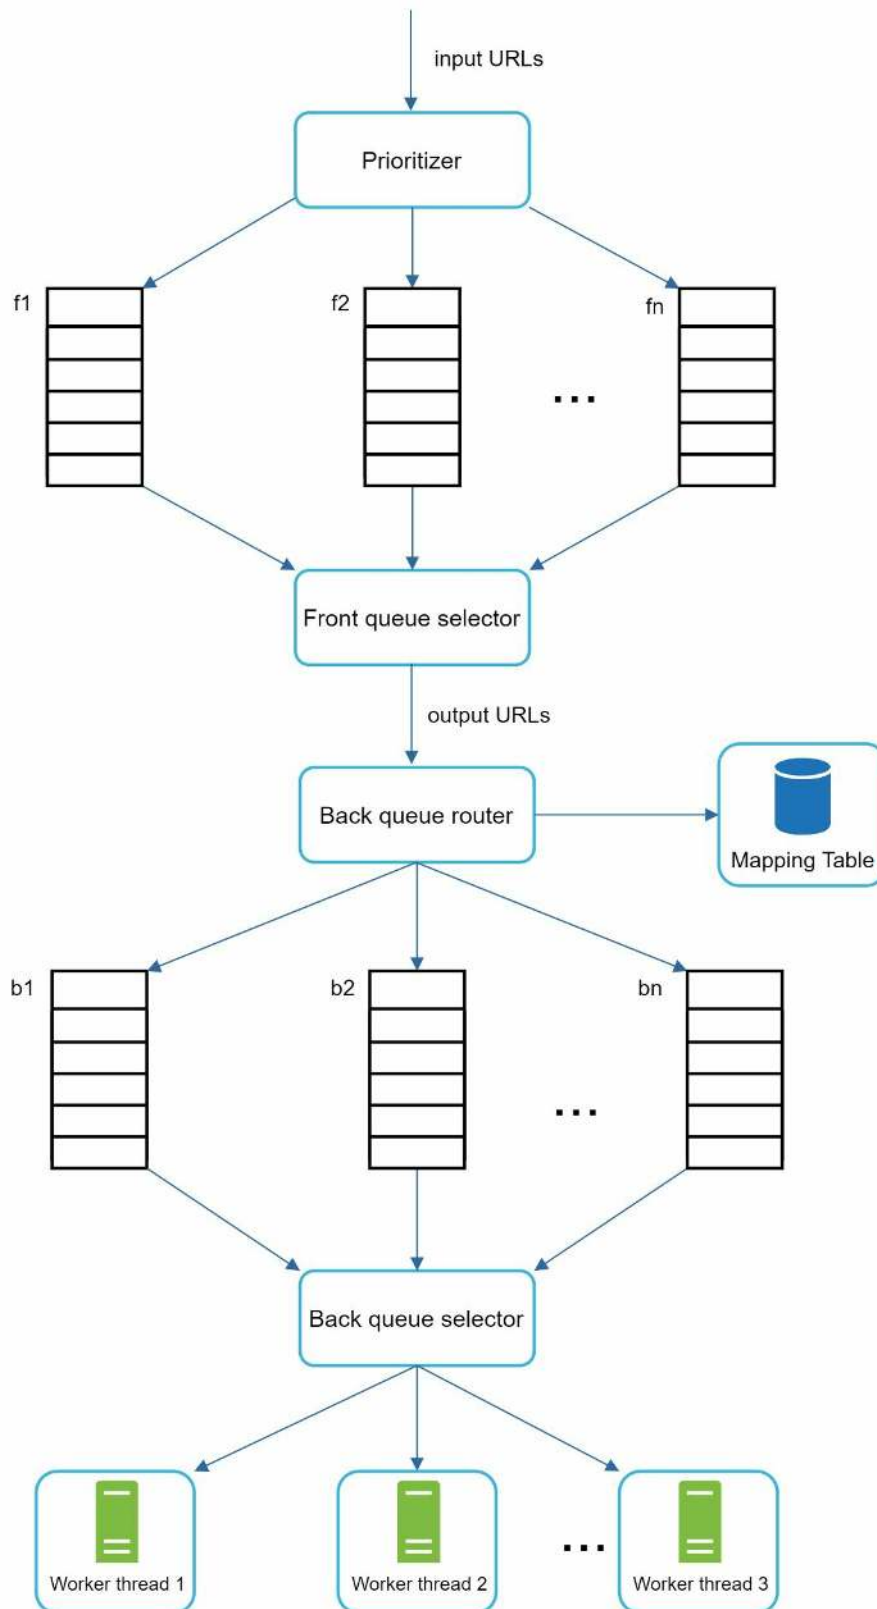 input URLs
Prioritizer
f1
f2
fn
...
Front queue selector
output URLs
Back queue router
Mapping Table
b1
b2
bn
...
Back queue selector
...
Worker thread 1
Worker thread 2
Worker thread 3